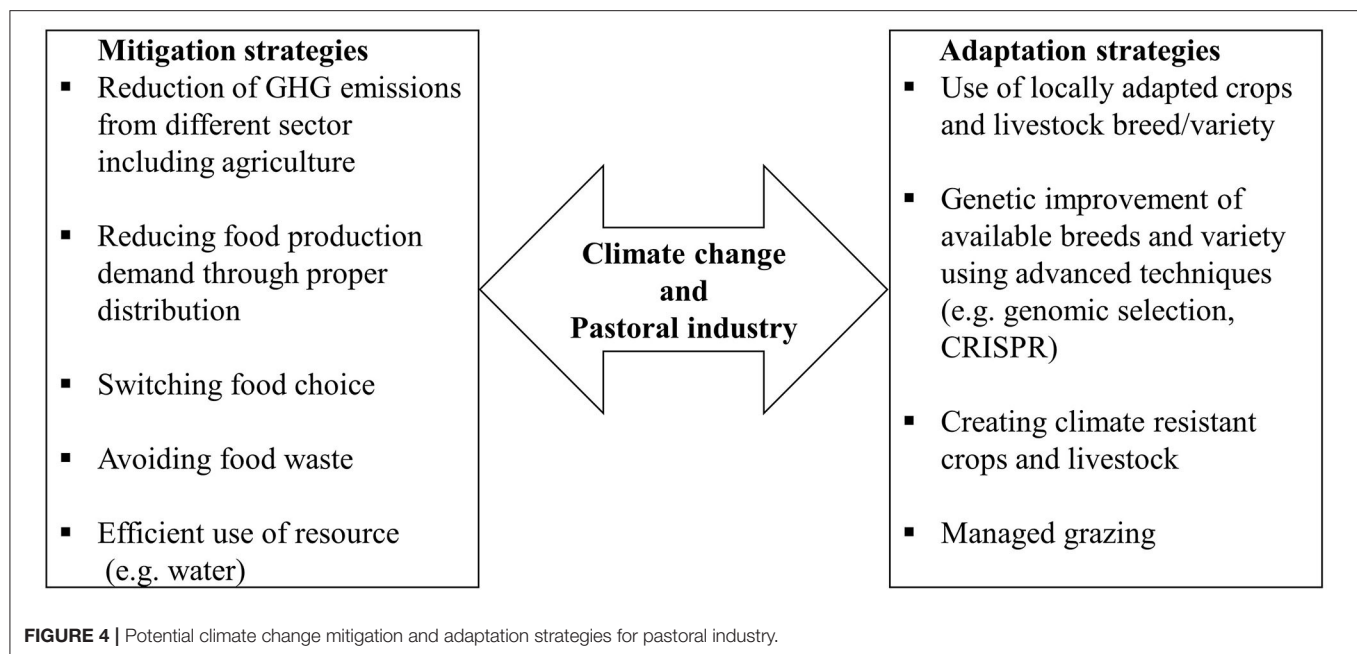 Mitigation strategies
▪ Reduction of GHG emissions
from different sector
including agriculture
▪ Reducing food production
demand through proper
distribution
▪ Switching food choice
▪ Avoiding food waste
▪ Efficient use of resource
(e.g. water)
Climate change
and
Pastoral industry
Adaptation strategies
▪ Use of locally adapted crops
and livestock breed/variety
▪ Genetic improvement of
available breeds and variety
using advanced techniques
(e.g. genomic selection,
CRISPR)
▪ Creating climate resistant
crops and livestock
▪ Managed grazing
FIGURE 4 | Potential climate change mitigation and adaptation strategies for pastoral industry.